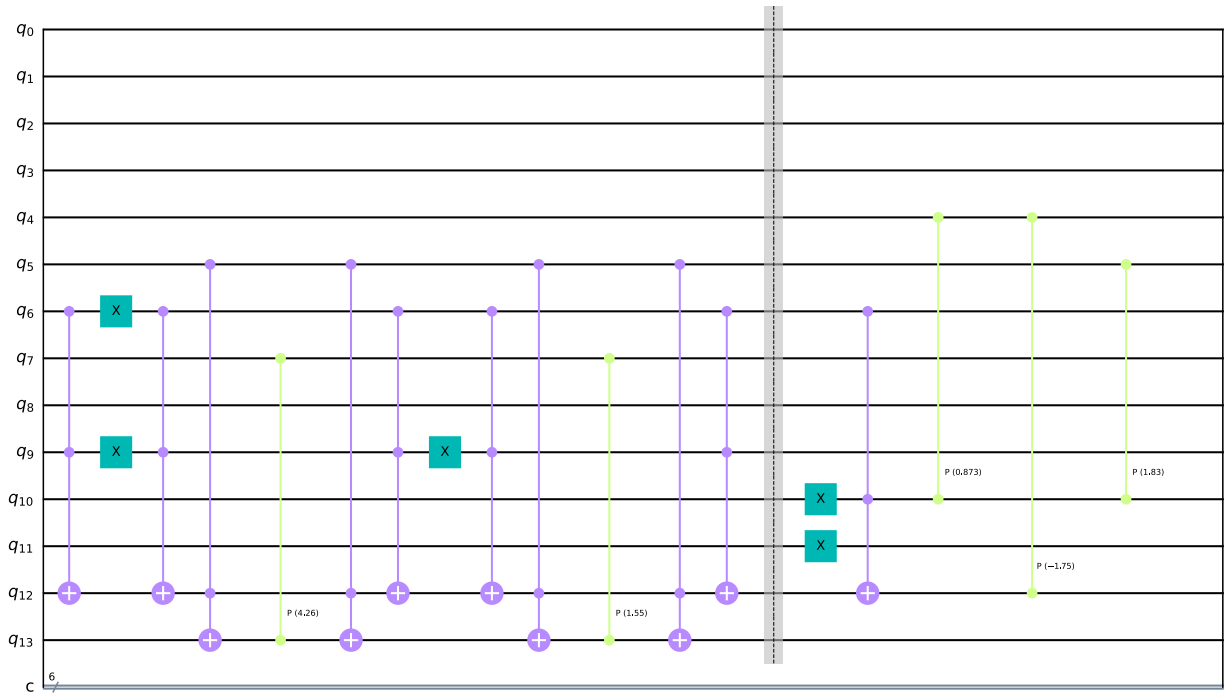 q0
q1
q2
q3
q4
q5
q6 X
q7
q8
q9 X X
P (0.873) P (1.83)
q10 X
q11 X
P (−1.75)
q12
P (4.26) P (1.55)
q13
6
c